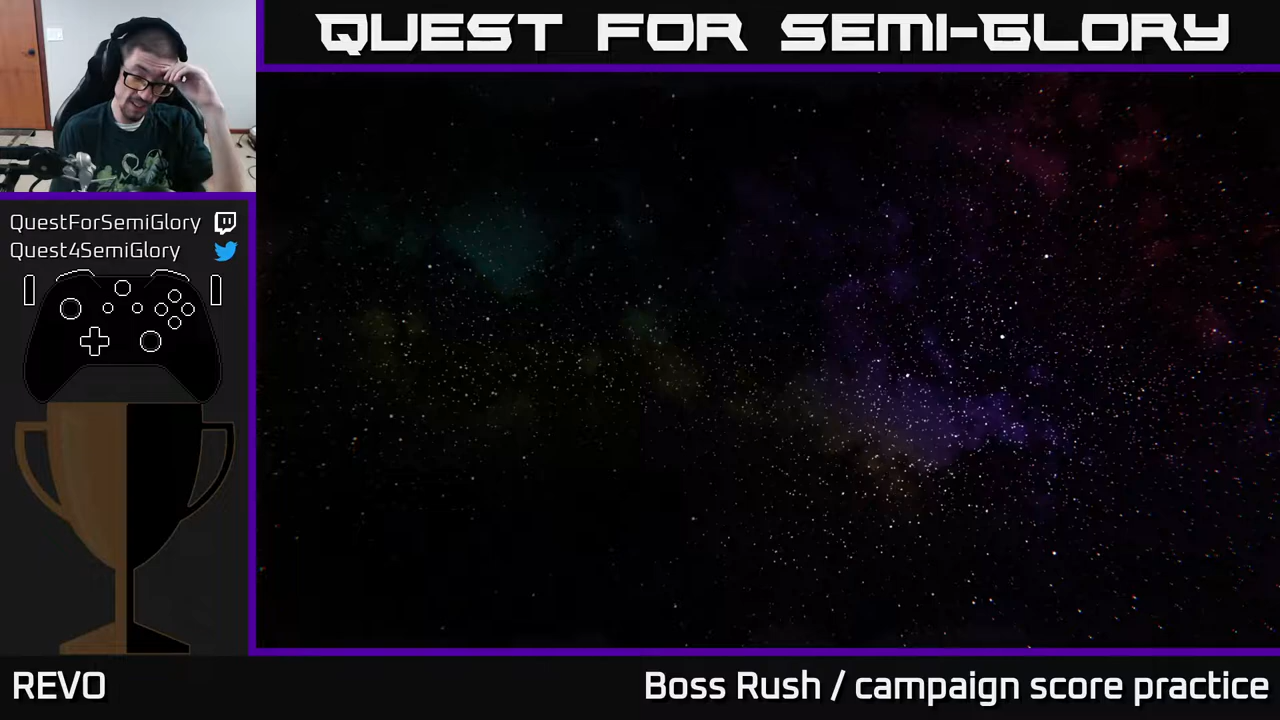 QUEST FOR SEMI-GLORY
QuestForSemiGlory
Quest4SemiGlory
REVO
Boss Rush / campaign score practice